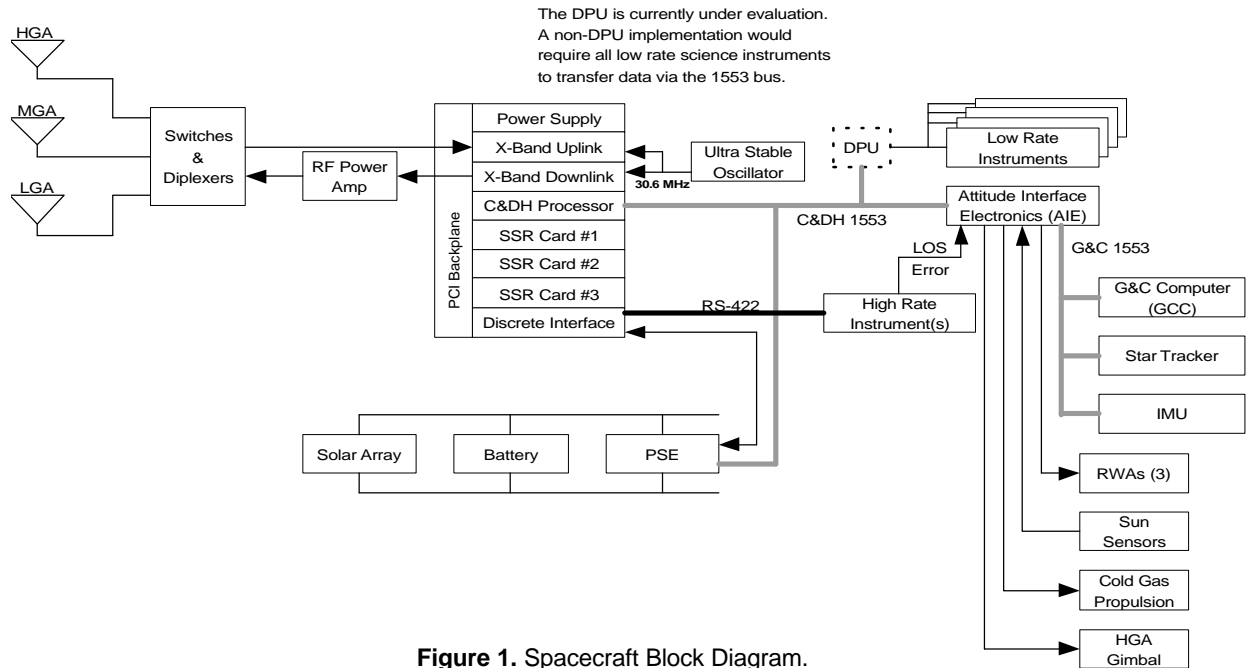 The DPU is currently under evaluation.
A non-DPU implementation would
require all low rate science instruments
to transfer data via the 1553 bus.
HGA
MGA
LGA
Switches
&
Diplexers
RF Power
Amp
PCI Backplane
Power Supply
X-Band Uplink
X-Band Downlink
C&DH Processor
SSR Card #1
SSR Card #2
SSR Card #3
Discrete Interface
30.6 MHz
Ultra Stable
Oscillator
DPU
Low Rate
Instruments
C&DH 1553
Attitude Interface
Electronics (AIE)
LOS
Error
G&C 1553
RS-422
High Rate
Instrument(s)
G&C Computer
(GCC)
Star Tracker
IMU
Solar Array
Battery
PSE
RWAs (3)
Sun
Sensors
Cold Gas
Propulsion
HGA
Gimbal
Figure 1. Spacecraft Block Diagram.